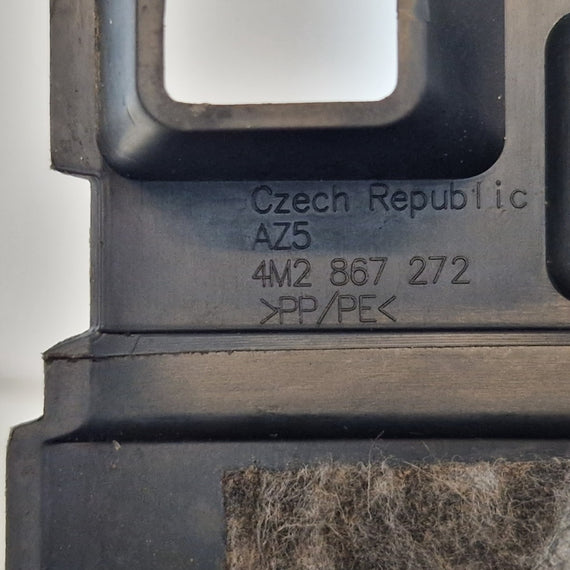 Czech Republic
AZ5
4M2 867 272
>PP/PE<